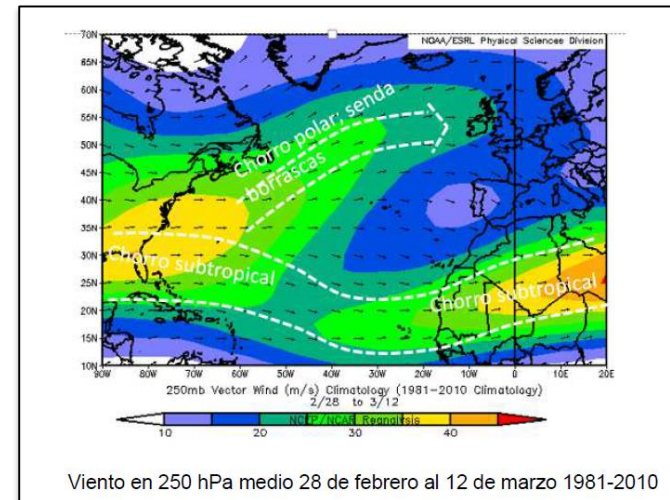 NOAA/ESRL Physical Sciences Division
70N
65N
60N
55N
50N
45N
40N
35N
30N
25N
20N
15N
10N
Chorro polar; senda
borrascas
Chorro subtropical
Chorro subtropical
90W 80W 70W 60W 50W 40W 30W 20W 10W 0 10E 20E
250mb Vector Wind (m/s) Climatology (1981-2010 Climatology)
2/28 to 3/12
NCEP/NCAR Reanalysis
10 20 30 40
Viento en 250 hPa medio 28 de febrero al 12 de marzo 1981-2010